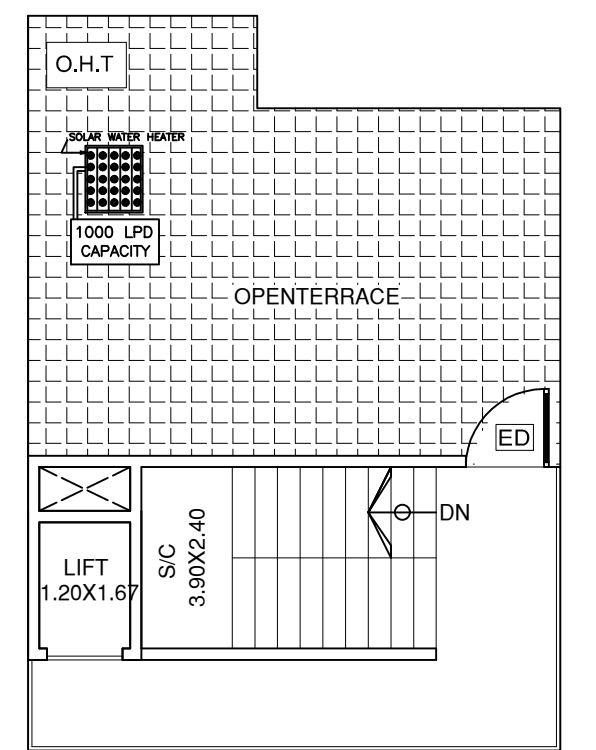 O.H.T
SOLAR WATER HEATER
1000 LPD
CAPACITY
OPENTERRACE
ED
DN
S/C
3.90X2.40
LIFT
1.20X1.67